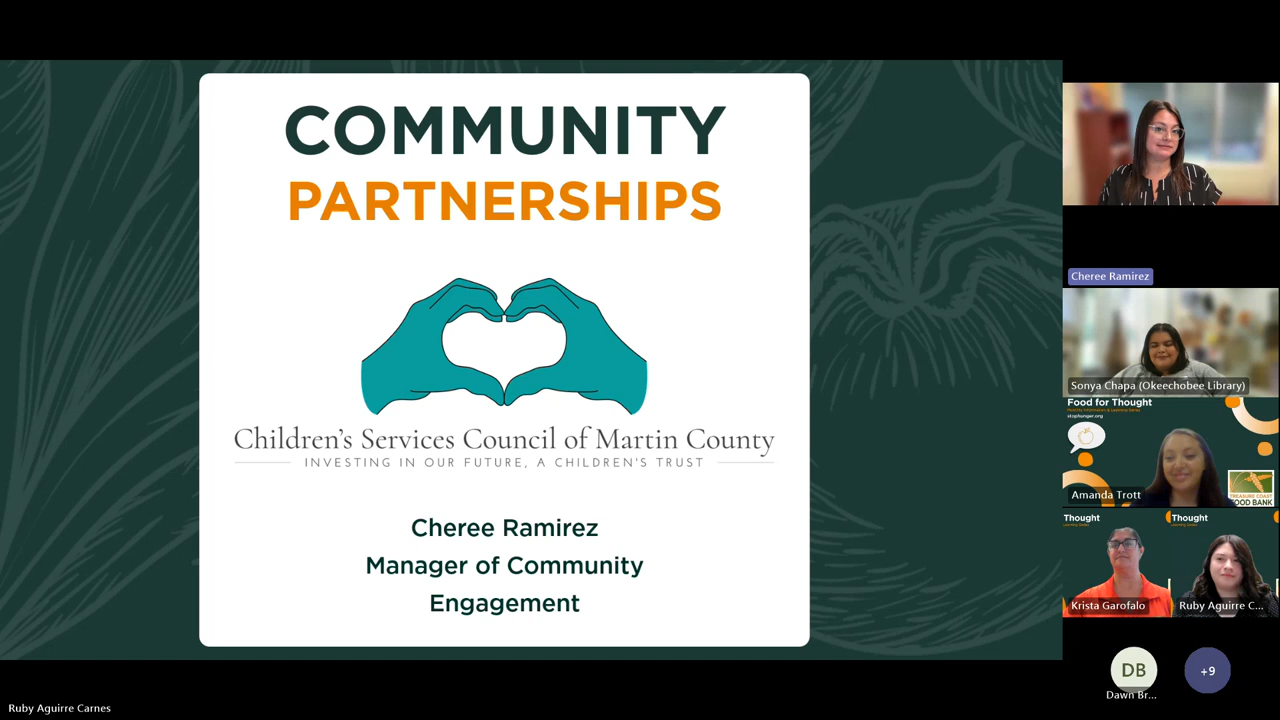 COMMUNITY
PARTNERSHIPS
Children's Services Council of Martin County
INVESTING IN OUR FUTURE, A CHILDREN'S TRUST
Cheree Ramirez
Manager of Community
Engagement
Cheree Ramirez
Sonya Chapa (Okeechobee Library)
Food for Thought
stophunger.org
Amanda Trott
TREASURE COAST
FOOD BANK
Thought
Thought
Krista Garofalo
Ruby Aguirre C...
DB
+9
Dawn Br...
Ruby Aguirre Carnes